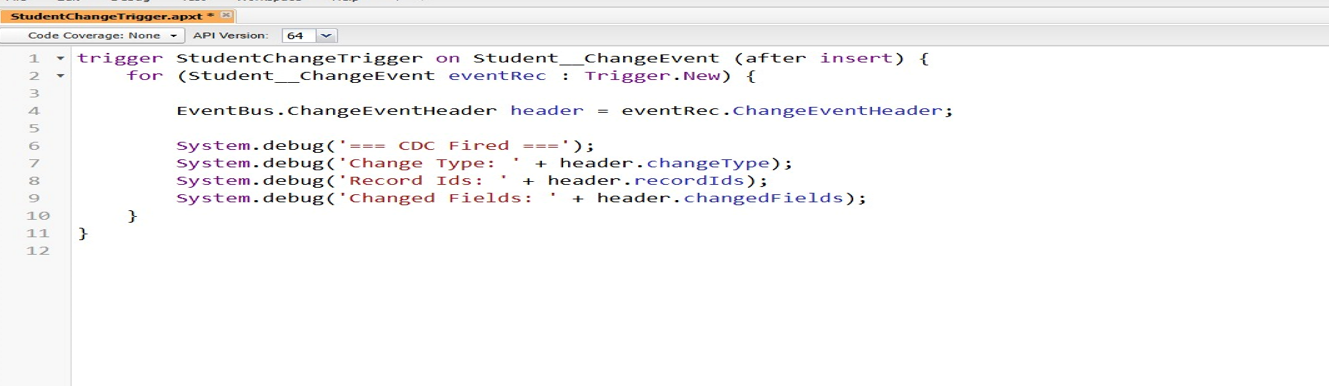 StudentChangeTrigger.apxt *
Code Coverage: None API Version: 64
1 trigger StudentChangeTrigger on Student__ChangeEvent (after insert) {
2 for (Student__ChangeEvent eventRec : Trigger.New) {
3
4 EventBus.ChangeEventHeader header = eventRec.ChangeEventHeader;
5
6 System.debug('=== CDC Fired ===');
7 System.debug('Change Type: ' + header.changeType);
8 System.debug('Record Ids: ' + header.recordIds);
9 System.debug('Changed Fields: ' + header.changedFields);
10 }
11 }
12